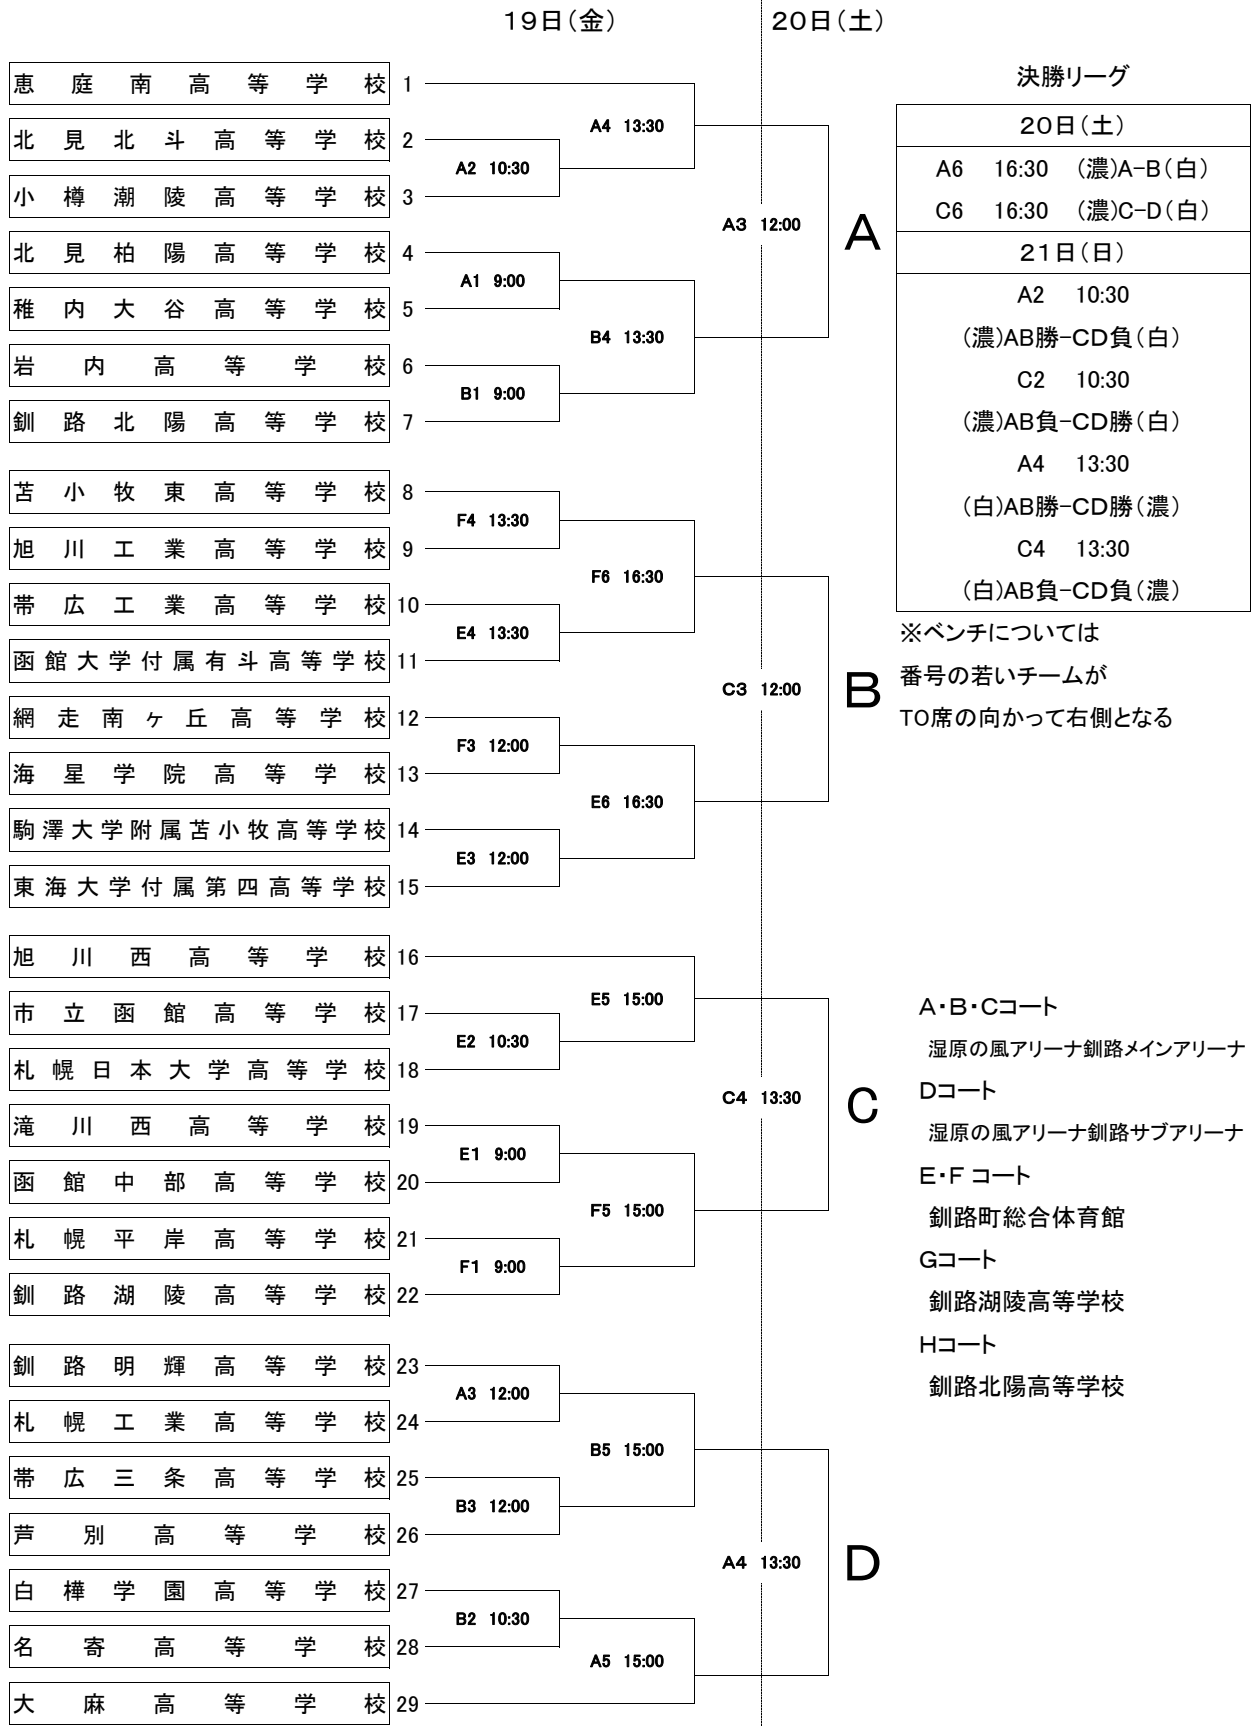 19日(金)
20日(土)
恵庭南高等学校 1
北見北斗高等学校 2
小樽潮陵高等学校 3
北見柏陽高等学校 4
稚内大谷高等学校 5
岩内高等学校 6
釧路北陽高等学校 7
A4 13:30
A2 10:30
A1 9:00
B4 13:30
B1 9:00
A3 12:00
A
苫小牧東高等学校 8
旭川工業高等学校 9
帯広工業高等学校 10
函館大学付属有斗高等学校 11
網走南ヶ丘高等学校 12
海星学院高等学校 13
駒澤大学附属苫小牧高等学校 14
東海大学付属第四高等学校 15
F4 13:30
F6 16:30
E4 13:30
F3 12:00
E6 16:30
E3 12:00
C3 12:00
B
旭川西高等学校 16
市立函館高等学校 17
札幌日本大学高等学校 18
滝川西高等学校 19
函館中部高等学校 20
札幌平岸高等学校 21
釧路湖陵高等学校 22
E5 15:00
E2 10:30
E1 9:00
F5 15:00
F1 9:00
C4 13:30
C
釧路明輝高等学校 23
札幌工業高等学校 24
帯広三条高等学校 25
芦別高等学校 26
白樺学園高等学校 27
名寄高等学校 28
大麻高等学校 29
A3 12:00
B5 15:00
B3 12:00
B2 10:30
A5 15:00
A4 13:30
D
決勝リーグ
20日(土)
A6 16:30 (濃)A-B(白)
C6 16:30 (濃)C-D(白)
21日(日)
A2 10:30
(濃)AB勝-CD負(白)
C2 10:30
(濃)AB負-CD勝(白)
A4 13:30
(白)AB勝-CD勝(濃)
C4 13:30
(白)AB負-CD負(濃)
※ベンチについては
番号の若いチームが
TO席の向かって右側となる
A・B・Cコート
湿原の風アリーナ釧路メインアリーナ
Dコート
湿原の風アリーナ釧路サブアリーナ
E・F コート
釧路町総合体育館
Gコート
釧路湖陵高等学校
Hコート
釧路北陽高等学校